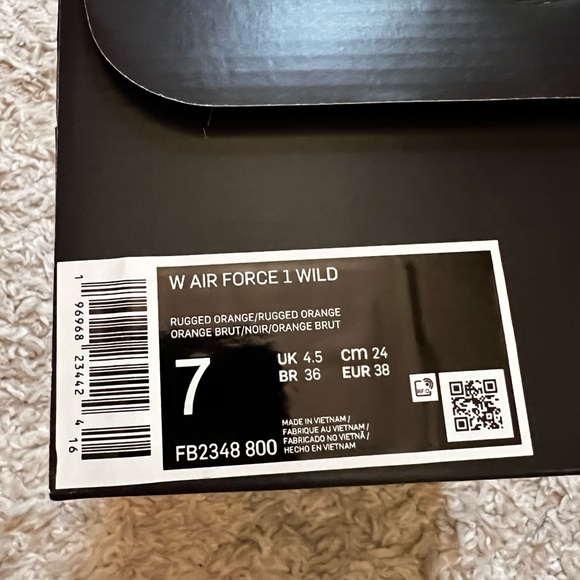 W AIR FORCE 1 WILD
RUGGED ORANGE/RUGGED ORANGE
ORANGE BRUT/NOIR/ORANGE BRUT
7
UK 4.5 cm 24
BR 36 EUR 38
FB2348 800
MADE IN VIETNAM /
FABRIQUE AU VIETNAM /
FABRICADO NO VIETNÃ /
HECHO EN VIETNAM
1 96968 23442 4 16